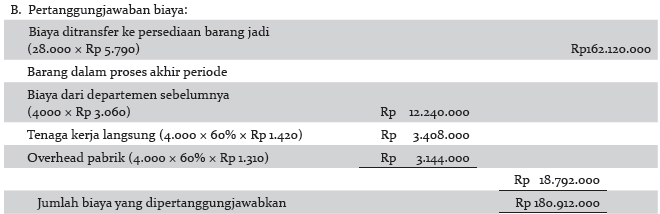 B. Pertanggungjawaban biaya:
Biaya ditransfer ke persediaan barang jadi
(28.000 × Rp 5.790) Rp162.120.000
Barang dalam proses akhir periode
Biaya dari departemen sebelumnya
(4000 × Rp 3.060) Rp 12.240.000
Tenaga kerja langsung (4.000 × 60% × Rp 1.420) Rp 3.408.000
Overhead pabrik (4.000 × 60% × Rp 1.310) Rp 3.144.000
Rp 18.792.000
Jumlah biaya yang dipertanggungjawabkan Rp 180.912.000